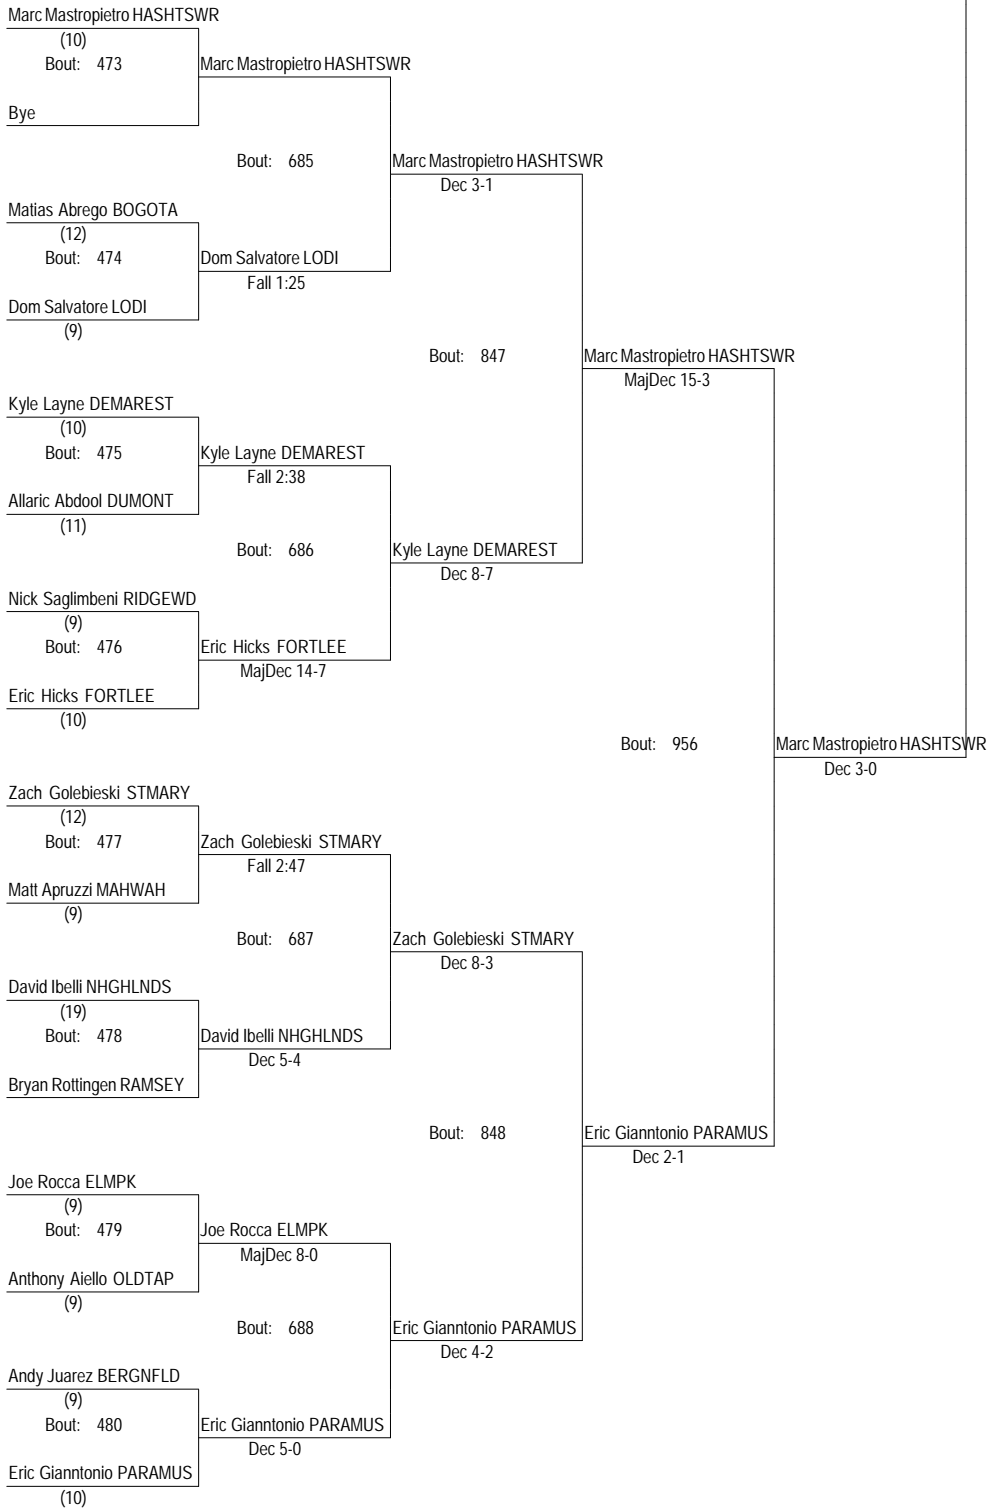 Marc Mastropietro HASHTSWR
(10)
Bout: 473
Marc Mastropietro HASHTSWR
Bye
Bout: 685
Marc Mastropietro HASHTSWR
Dec 3-1
Matias Abrego BOGOTA
(12)
Bout: 474
Dom Salvatore LODI
Fall 1:25
Dom Salvatore LODI
(9)
Bout: 847
Marc Mastropietro HASHTSWR
MajDec 15-3
Kyle Layne DEMAREST
(10)
Bout: 475
Kyle Layne DEMAREST
Fall 2:38
Allaric Abdool DUMONT
(11)
Bout: 686
Kyle Layne DEMAREST
Dec 8-7
Nick Saglimbeni RIDGEWD
(9)
Bout: 476
Eric Hicks FORTLEE
MajDec 14-7
Eric Hicks FORTLEE
(10)
Bout: 956
Marc Mastropietro HASHTSWR
Dec 3-0
Zach Golebieski STMARY
(12)
Bout: 477
Zach Golebieski STMARY
Fall 2:47
Matt Apruzzi MAHWAH
(9)
Bout: 687
Zach Golebieski STMARY
Dec 8-3
David Ibelli NHGHLNDS
(19)
Bout: 478
David Ibelli NHGHLNDS
Dec 5-4
Bryan Rottingen RAMSEY
Bout: 848
Eric Gianntonio PARAMUS
Dec 2-1
Joe Rocca ELMPK
(9)
Bout: 479
Joe Rocca ELMPK
MajDec 8-0
Anthony Aiello OLDTAP
(9)
Bout: 688
Eric Gianntonio PARAMUS
Dec 4-2
Andy Juarez BERGNFLD
(9)
Bout: 480
Eric Gianntonio PARAMUS
Dec 5-0
Eric Gianntonio PARAMUS
(10)